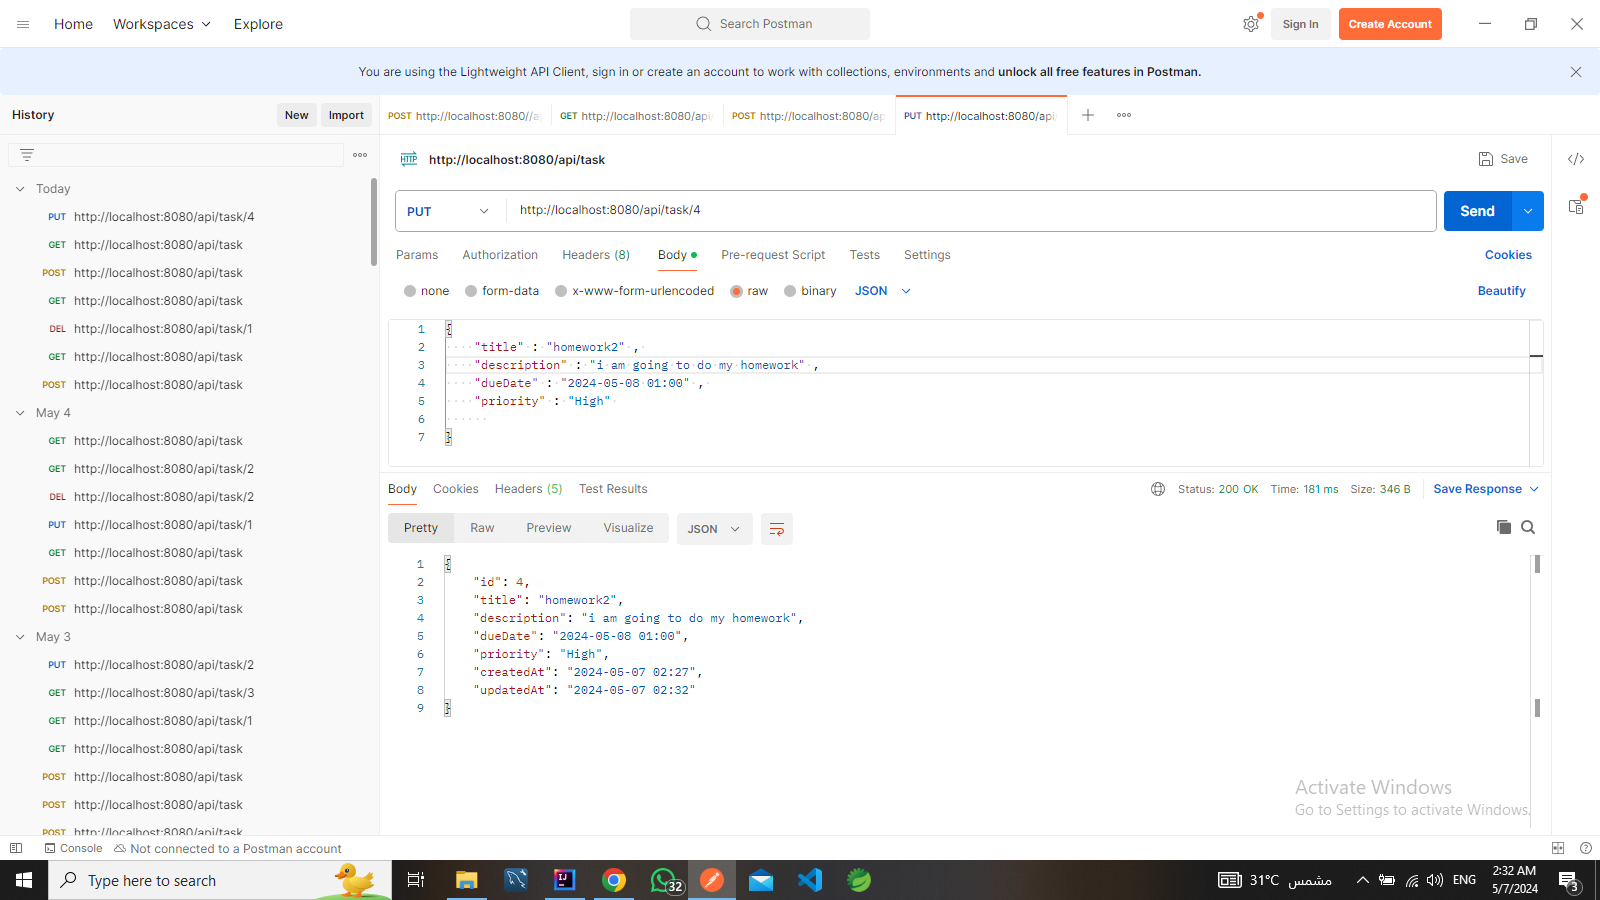 Home Workspaces Explore Search Postman Sign In Create Account
You are using the Lightweight API Client, sign in or create an account to work with collections, environments and unlock all free features in Postman.
History New Import
POST http://localhost:8080//a GET http://localhost:8080/api/ POST http://localhost:8080/ap PUT http://localhost:8080/api/
Today
PUT http://localhost:8080/api/task/4
GET http://localhost:8080/api/task
POST http://localhost:8080/api/task
GET http://localhost:8080/api/task
DEL http://localhost:8080/api/task/1
GET http://localhost:8080/api/task
POST http://localhost:8080/api/task
May 4
GET http://localhost:8080/api/task
GET http://localhost:8080/api/task/2
DEL http://localhost:8080/api/task/2
PUT http://localhost:8080/api/task/1
GET http://localhost:8080/api/task
POST http://localhost:8080/api/task
POST http://localhost:8080/api/task
May 3
PUT http://localhost:8080/api/task/2
GET http://localhost:8080/api/task/3
GET http://localhost:8080/api/task/1
GET http://localhost:8080/api/task
POST http://localhost:8080/api/task
POST http://localhost:8080/api/task
POST http://localhost:8080/api/task
HTTP http://localhost:8080/api/task Save
PUT http://localhost:8080/api/task/4 Send
Params Authorization Headers (8) Body Pre-request Script Tests Settings Cookies
none form-data x-www-form-urlencoded raw binary JSON Beautify
1 {
2 "title" : "homework2" ,
3 "description" : "i am going to do my homework" ,
4 "dueDate" : "2024-05-08 01:00" ,
5 "priority" : "High"
6
7 }
Body Cookies Headers (5) Test Results Status: 200 OK Time: 181 ms Size: 346 B Save Response
Pretty Raw Preview Visualize JSON
1 {
2 "id": 4,
3 "title": "homework2",
4 "description": "i am going to do my homework",
5 "dueDate": "2024-05-08 01:00",
6 "priority": "High",
7 "createdAt": "2024-05-07 02:27",
8 "updatedAt": "2024-05-07 02:32"
9 }
Activate Windows
Go to Settings to activate Windows.
Console Not connected to a Postman account
Type here to search 32 31°C مشمس ENG 2:32 AM
5/7/2024
3